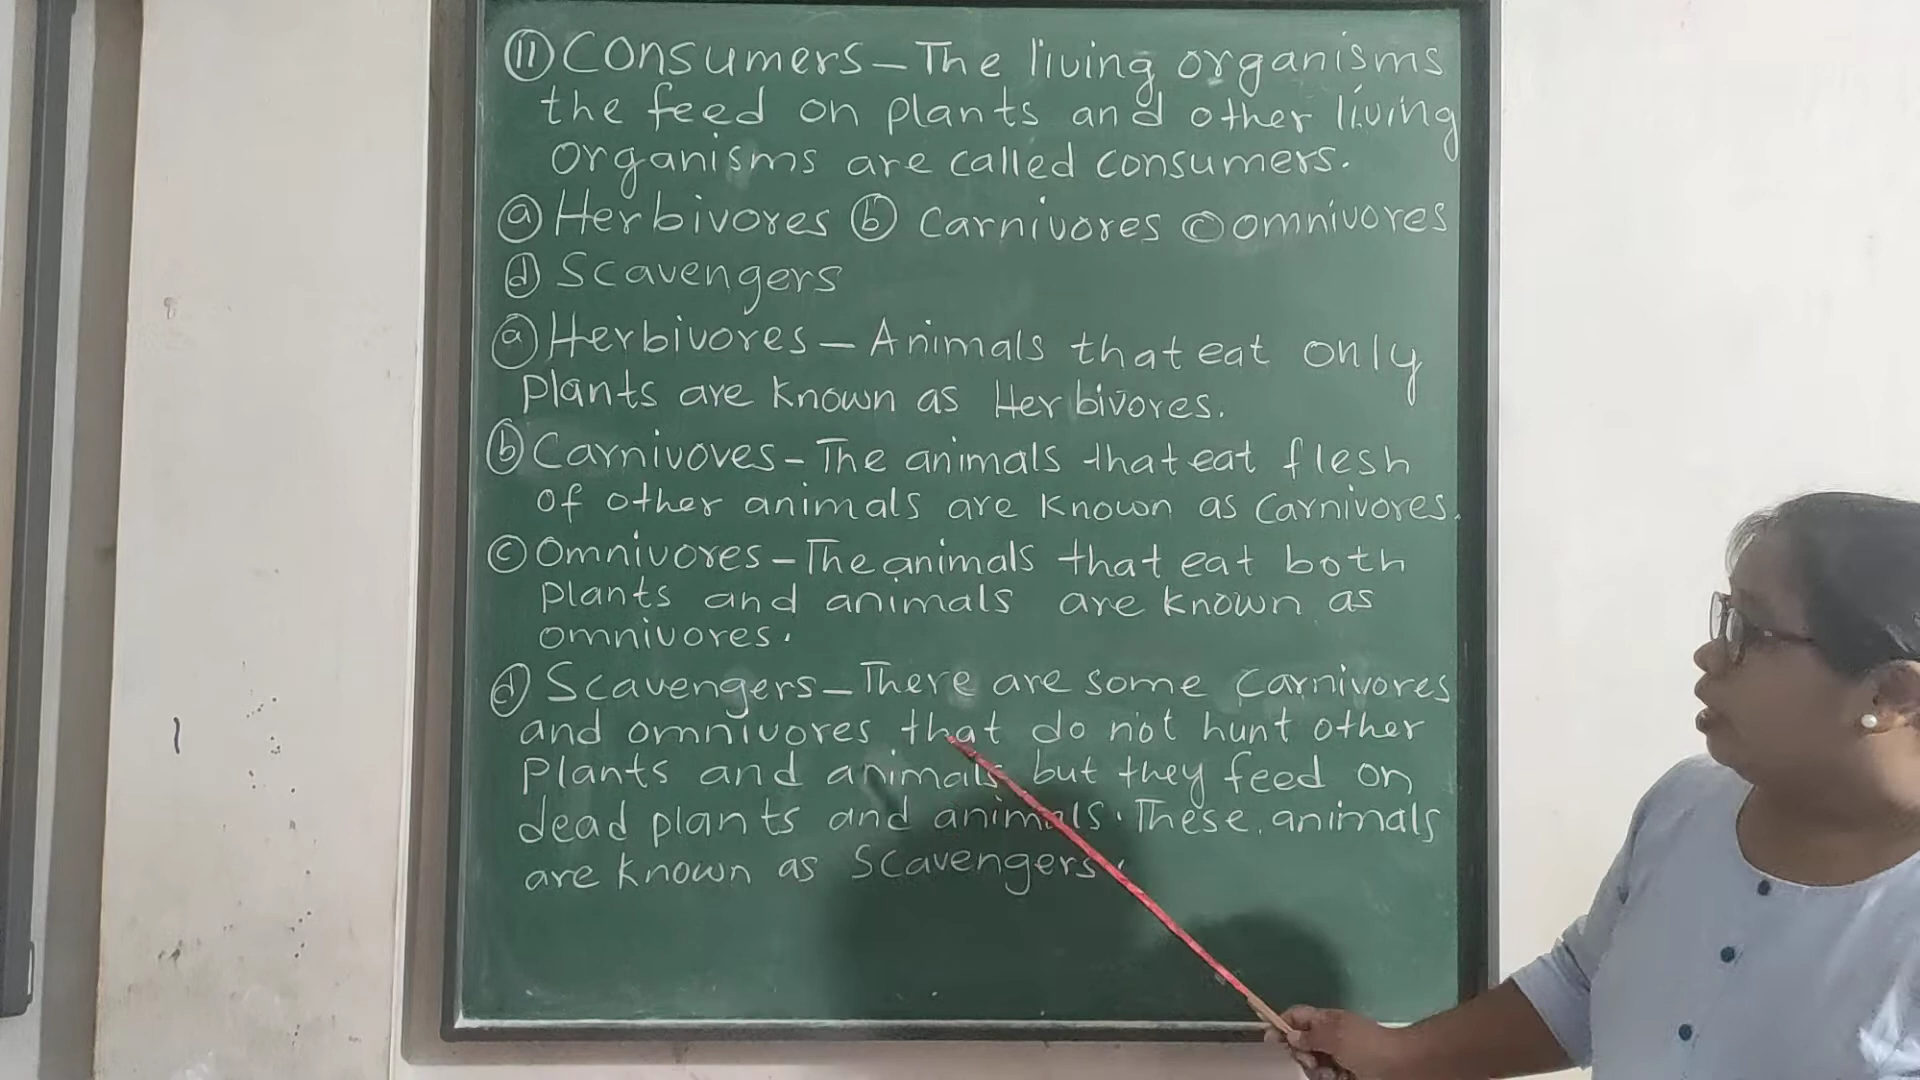 (ii) Consumers - The living organisms
the feed on plants and other living
organisms are called consumers.
(a) Herbivores (b) Carnivores (c) omnivores
(d) Scavengers
(a) Herbivores - Animals that eat only
plants are known as Herbivores.
(b) Carnivoves - The animals that eat flesh
of other animals are known as Carnivores.
(c) Omnivores - The animals that eat both
plants and animals are known as
omnivores.
(d) Scavengers - There are some Carnivores
and omnivores that do not hunt other
plants and animals but they feed on
dead plants and animals. These animals
are known as Scavengers.